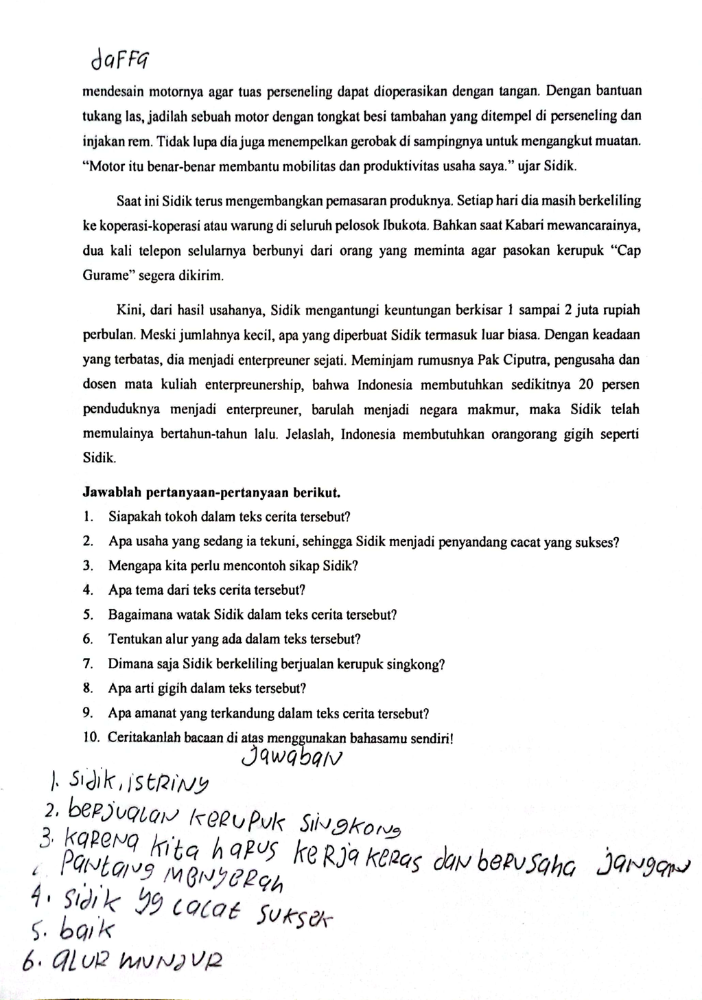 daFFa
mendesain motornya agar tuas perseneling dapat dioperasikan dengan tangan. Dengan bantuan
tukang las, jadilah sebuah motor dengan tongkat besi tambahan yang ditempel di perseneling dan
injakan rem. Tidak lupa dia juga menempelkan gerobak di sampingnya untuk mengangkut muatan.
“Motor itu benar-benar membantu mobilitas dan produktivitas usaha saya.” ujar Sidik.
Saat ini Sidik terus mengembangkan pemasaran produknya. Setiap hari dia masih berkeliling
ke koperasi-koperasi atau warung di seluruh pelosok Ibukota. Bahkan saat Kabari mewancarainya,
dua kali telepon selularnya berbunyi dari orang yang meminta agar pasokan kerupuk “Cap
Gurame” segera dikirim.
Kini, dari hasil usahanya, Sidik mengantungi keuntungan berkisar 1 sampai 2 juta rupiah
perbulan. Meski jumlahnya kecil, apa yang diperbuat Sidik termasuk luar biasa. Dengan keadaan
yang terbatas, dia menjadi enterpreuner sejati. Meminjam rumusnya Pak Ciputra, pengusaha dan
dosen mata kuliah enterpreunership, bahwa Indonesia membutuhkan sedikitnya 20 persen
penduduknya menjadi enterpreuner, barulah menjadi negara makmur, maka Sidik telah
memulainya bertahun-tahun lalu. Jelaslah, Indonesia membutuhkan orangorang gigih seperti
Sidik.
Jawablah pertanyaan-pertanyaan berikut.
1. Siapakah tokoh dalam teks cerita tersebut?
2. Apa usaha yang sedang ia tekuni, sehingga Sidik menjadi penyandang cacat yang sukses?
3. Mengapa kita perlu mencontoh sikap Sidik?
4. Apa tema dari teks cerita tersebut?
5. Bagaimana watak Sidik dalam teks cerita tersebut?
6. Tentukan alur yang ada dalam teks tersebut?
7. Dimana saja Sidik berkeliling berjualan kerupuk singkong?
8. Apa arti gigih dalam teks tersebut?
9. Apa amanat yang terkandung dalam teks cerita tersebut?
10. Ceritakanlah bacaan di atas menggunakan bahasamu sendiri!
Jawaban
1. Sidik, istRiNy
2. beRJuaLaN KeRuPuK SiNgKoNg
3. KaReNa Kita haRus KeRja KeRas daN beRusaha JaNgaN
PaNtaNg MeNyeRah
4. Sidik yg cacat suksek
5. baik
6. aLuR MuNduR